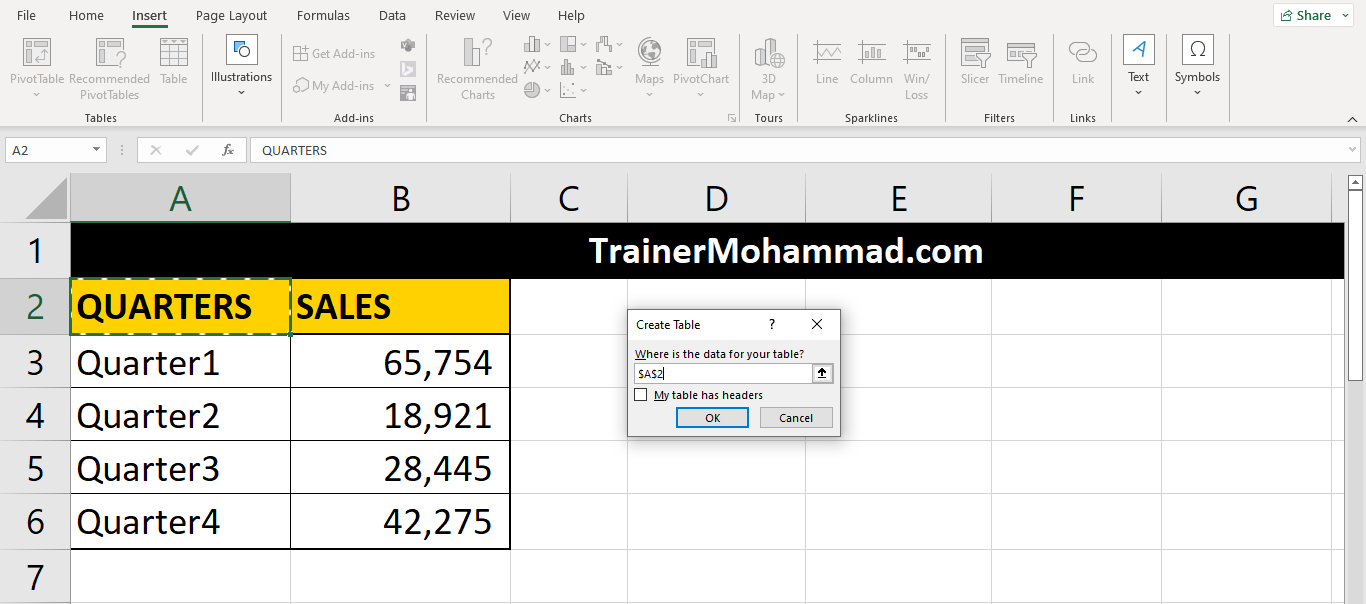 File Home Insert Page Layout Formulas Data Review View Help Share
PivotTable Recommended PivotTables Table
Tables
Illustrations
Get Add-ins
My Add-ins
Add-ins
Recommended Charts
Maps PivotChart
Charts
3D Map
Tours
Line Column Win/ Loss
Sparklines
Slicer Timeline
Filters
Link
Links
Text
Symbols
A2 fx QUARTERS
A B C D E F G
1 TrainerMohammad.com
2 QUARTERS SALES
3 Quarter1 65,754
4 Quarter2 18,921
5 Quarter3 28,445
6 Quarter4 42,275
7
Create Table ?
Where is the data for your table?
$A$2
My table has headers
OK Cancel